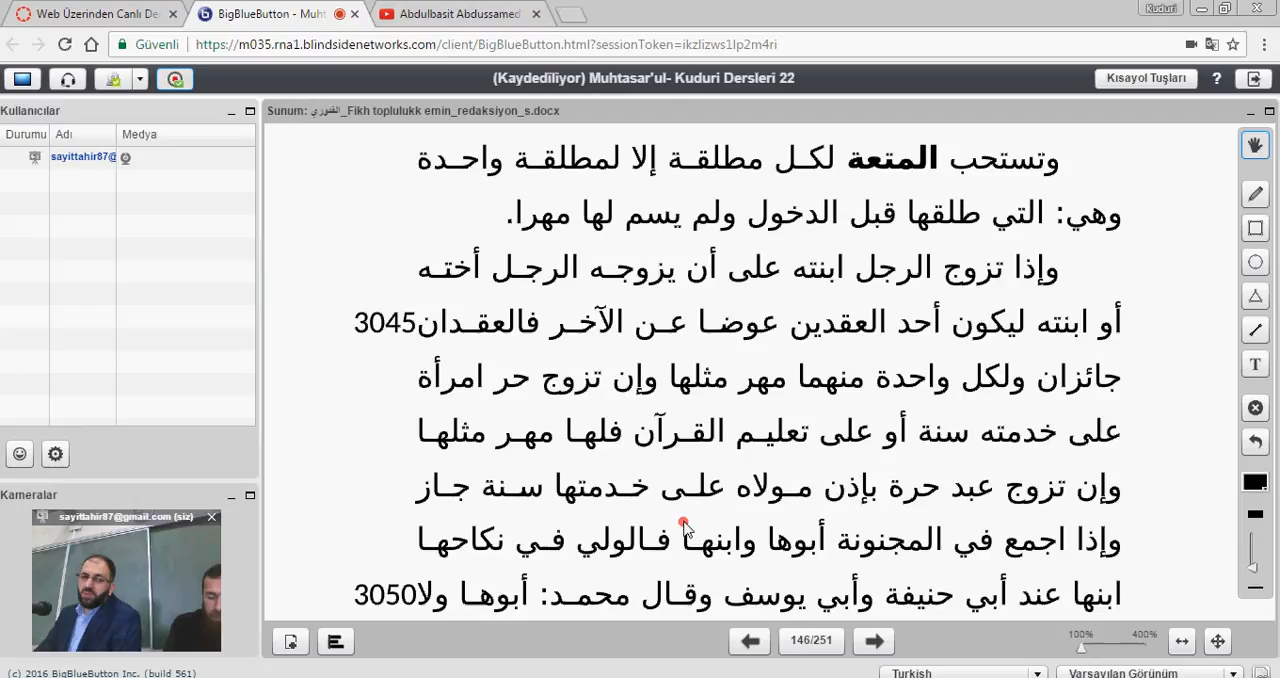 Web Üzerinden Canlı De
BigBlueButton - Muht
Abdulbasit Abdussamed
Kuduri
Güvenli
https://m035.rna1.blindsidenetworks.com/client/BigBlueButton.html?sessionToken=ikzlizws1lp2m4ri
(Kaydediliyor) Muhtasar'ul- Kuduri Dersleri 22
Kısayol Tuşları
?
Kullanıcılar
Durumu Adı Medya
sayittahir87@
Sunum: القدوري_Fikh toplulukk emin_redaksiyon_s.docx
وتستحب المتعة لكل مطلقة إلا لمطلقة واحدة
وهي: التي طلقها قبل الدخول ولم يسم لها مهرا.
وإذا تزوج الرجل ابنته على أن يزوجه الرجل أخته
أو ابنته ليكون أحد العقدين عوضا عن الآخر فالعقدان3045
جائزان ولكل واحدة منهما مهر مثلها وإن تزوج حر امرأة
على خدمته سنة أو على تعليم القرآن فلها مهر مثلها
وإن تزوج عبد حرة بإذن مولاه على خدمتها سنة جاز
وإذا اجمع في المجنونة أبوها وابنها فالولي في نكاحها
ابنها عند أبي حنيفة وأبي يوسف وقال محمد: أبوها ولا3050
T
Kameralar
sayittahir87@gmail.com (siz)
146/251
100% 400%
(c) 2016 BigBlueButton Inc. (build 561)
Turkish
Varsayılan Görünüm